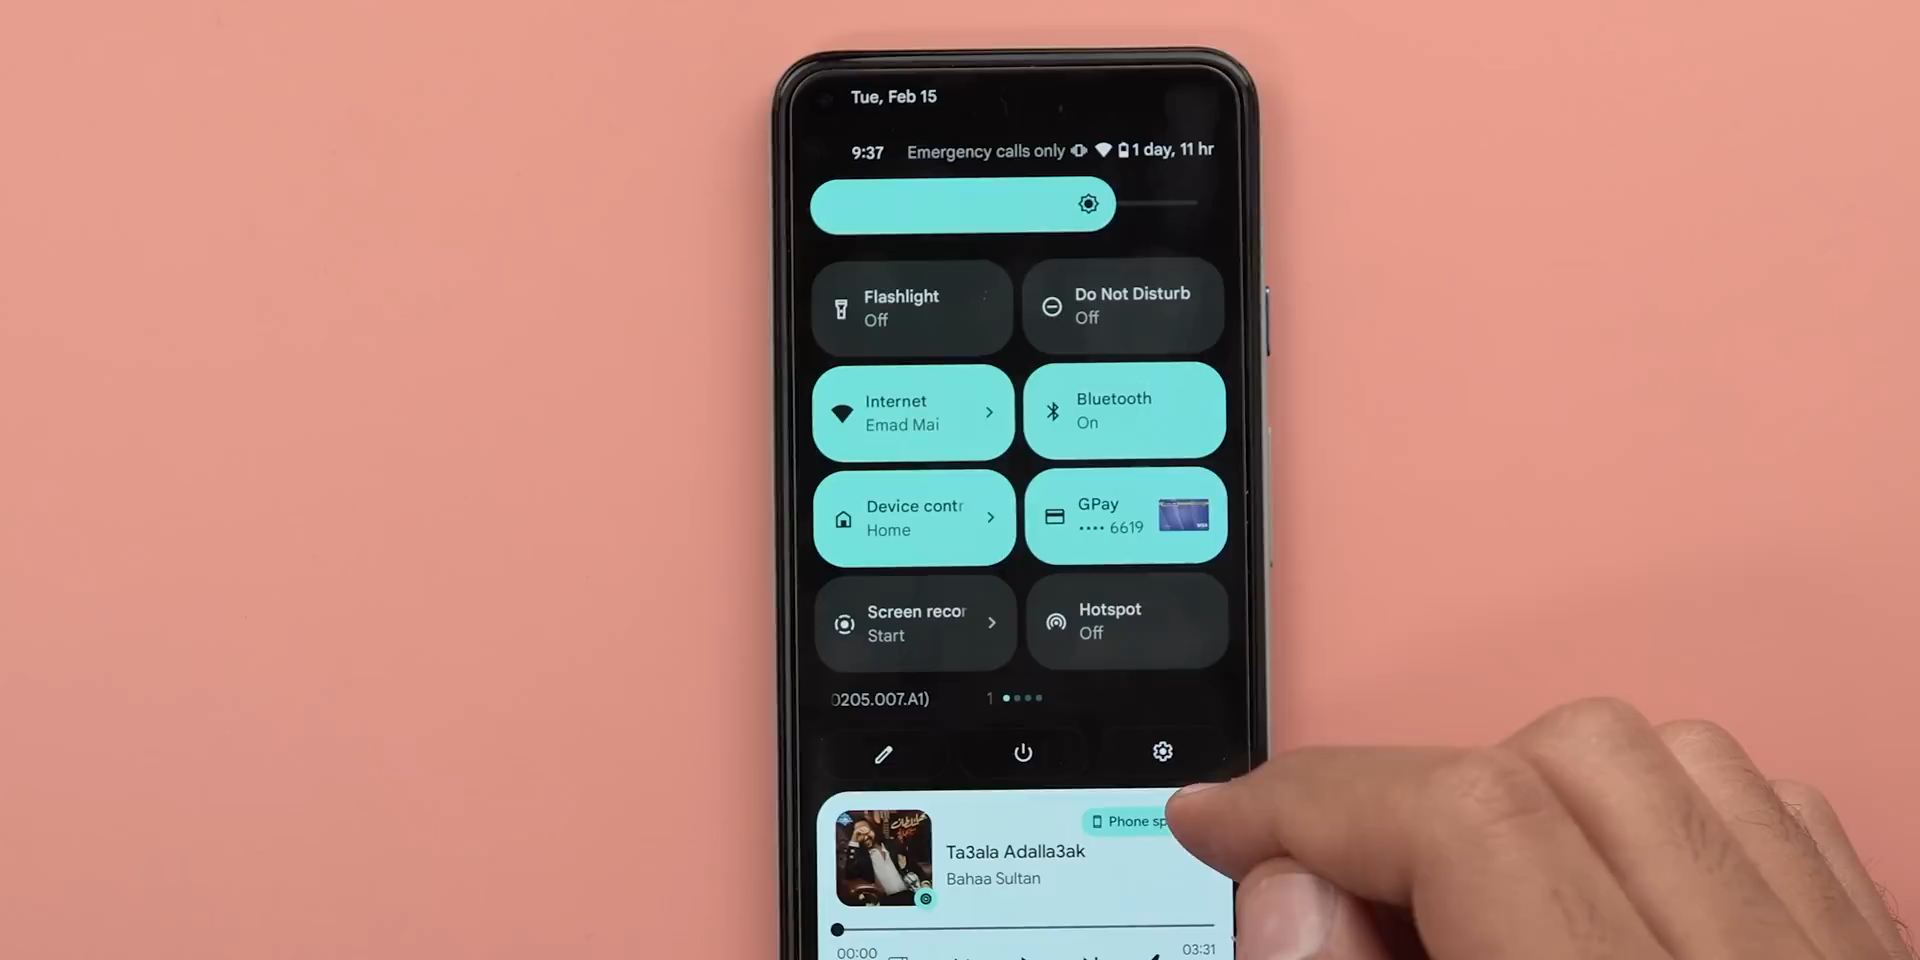 Tue, Feb 15
9:37 Emergency calls only 1 day, 11 hr
Flashlight
Off
Do Not Disturb
Off
Internet
Emad Mai
Bluetooth
On
Device contr
Home
GPay
•••• 6619
VISA
Screen recor
Start
Hotspot
Off
0205.007.A1) 1
Phone sp
Ta3ala Adalla3ak
Bahaa Sultan
00:00
03:31